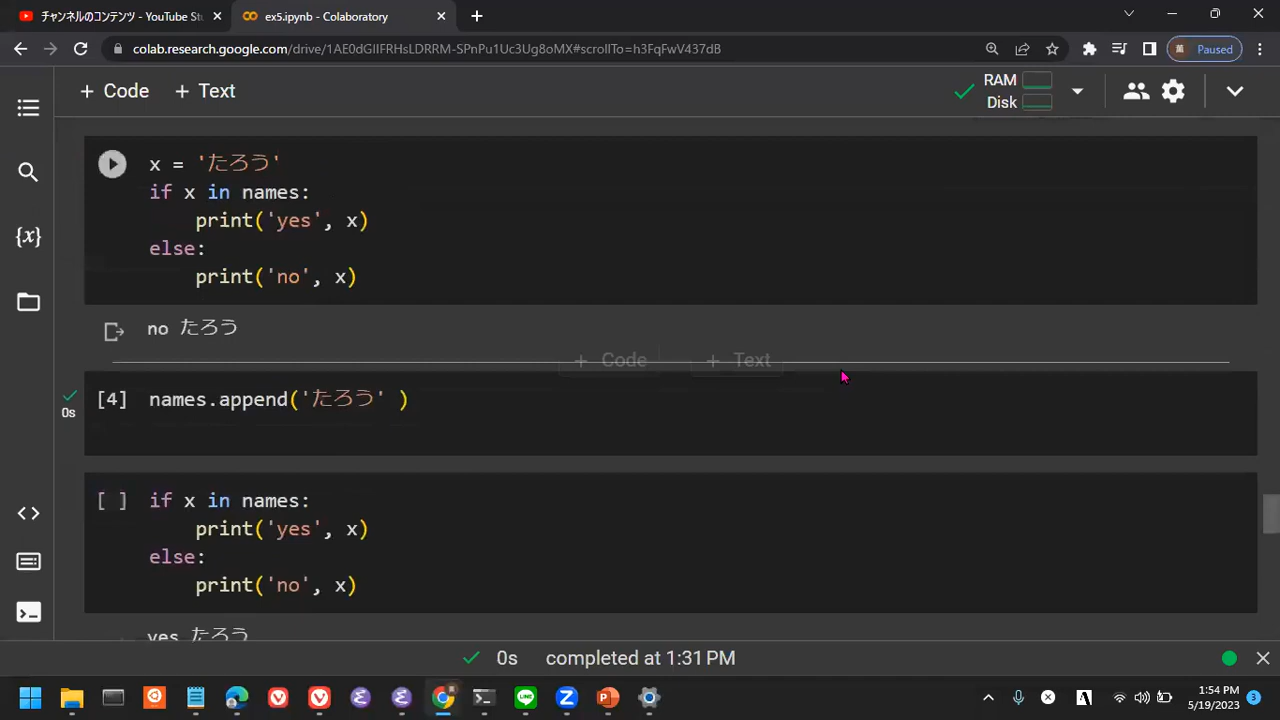 チャンネルのコンテンツ - YouTube St
ex5.ipynb - Colaboratory
colab.research.google.com/drive/1AE0dGlIFRHsLDRRM-SPnPu1Uc3Ug8oMX#scrollTo=h3FqFwV437dB
Paused
+ Code + Text
RAM
Disk
x = 'たろう'
if x in names:
    print('yes', x)
else:
    print('no', x)
no たろう
+ Code + Text
0s
[4] names.append('たろう' )
[ ] if x in names:
    print('yes', x)
else:
    print('no', x)
yes たろう
0s completed at 1:31 PM
1:54 PM
5/19/2023
3